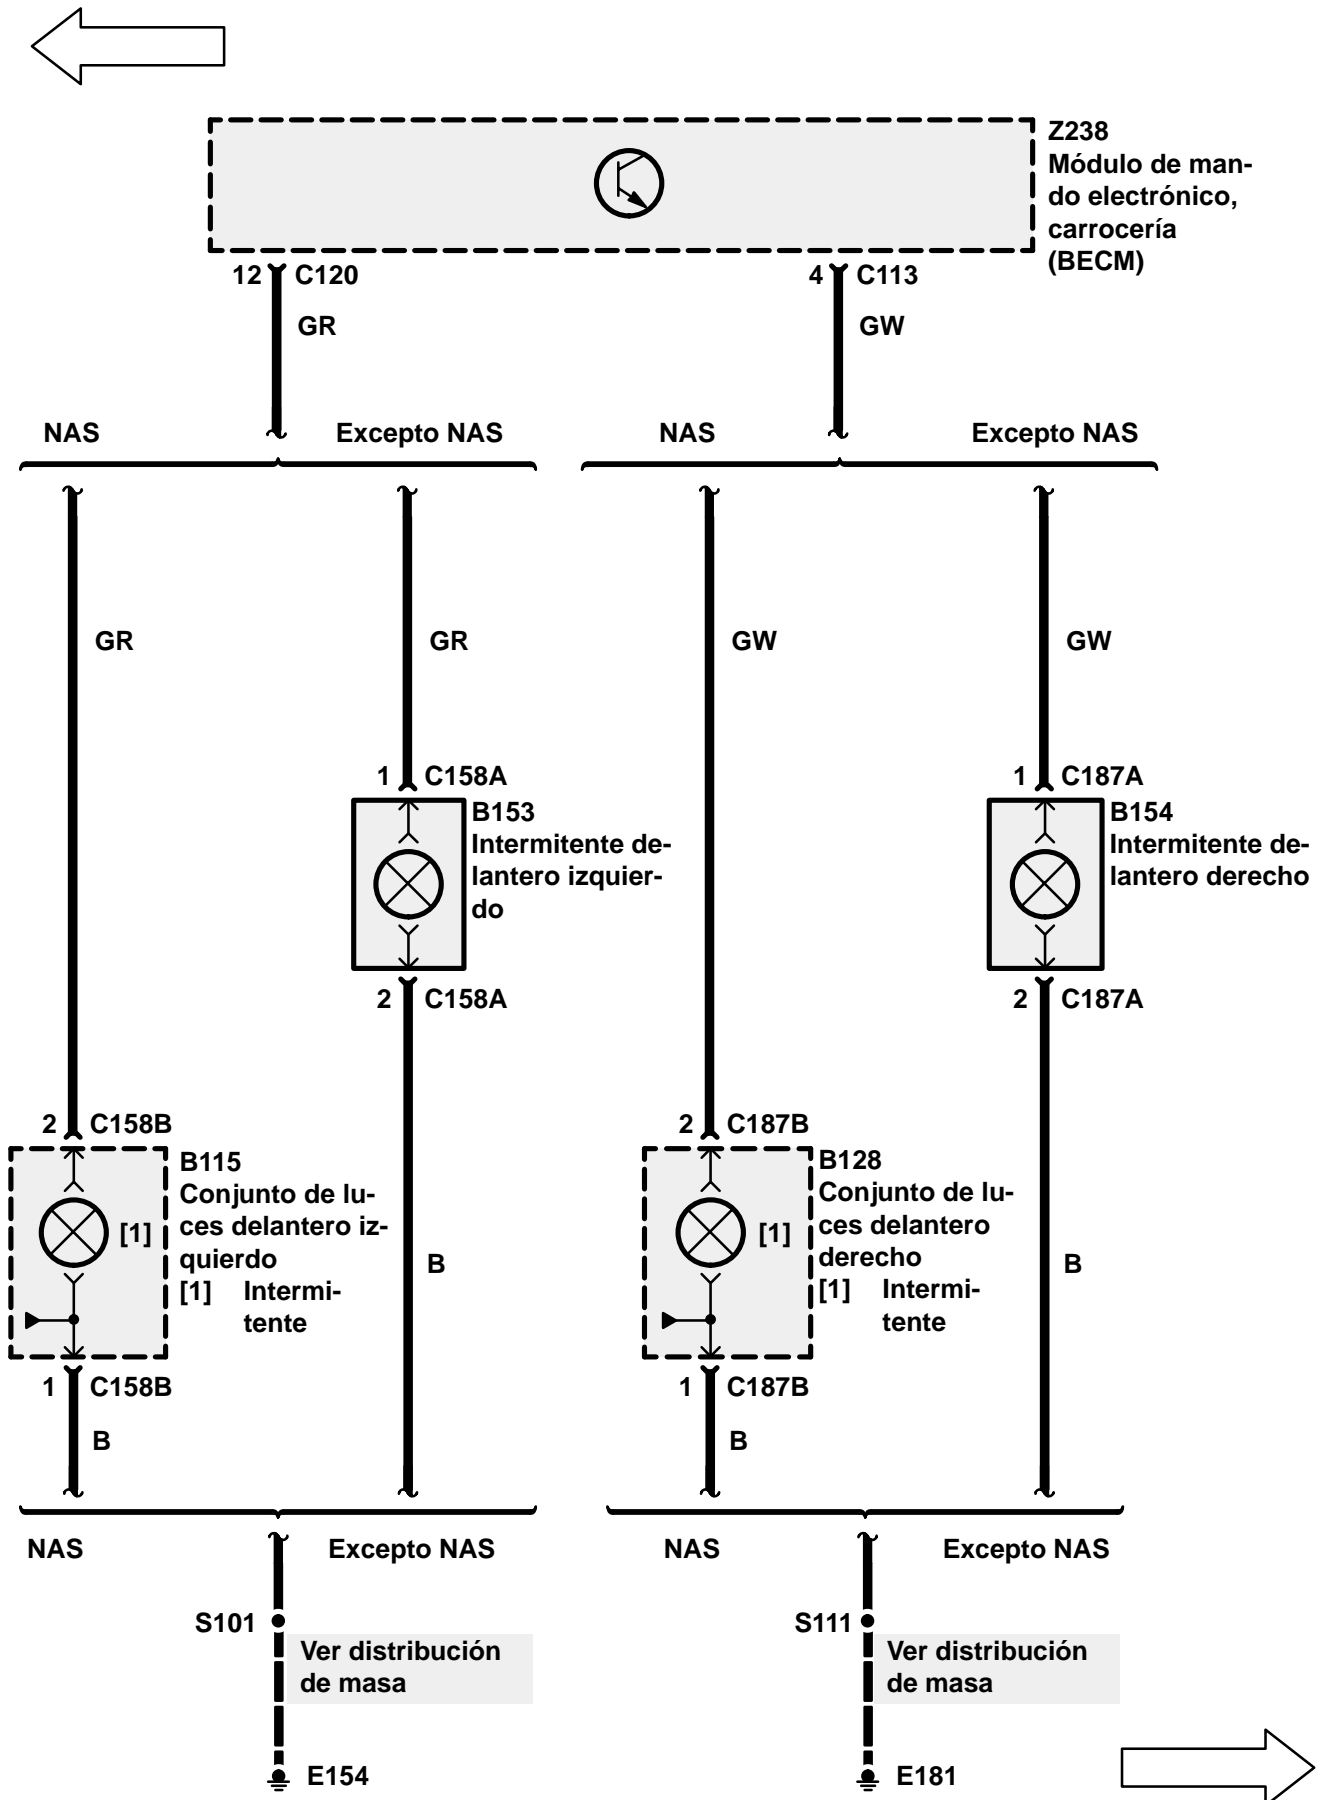 Z238
Módulo de man-
do electrónico,
carrocería
(BECM)
12 C120
4 C113
GR
GW
NAS
Excepto NAS
NAS
Excepto NAS
GR
GR
GW
GW
1 C158A
1 C187A
B153
Intermitente de-
lantero izquier-
do
B154
Intermitente de-
lantero derecho
2 C158A
2 C187A
2 C158B
2 C187B
B115
Conjunto de lu-
ces delantero iz-
quierdo
[1] Intermi-
tente
[1]
B128
Conjunto de lu-
ces delantero
derecho
[1] Intermi-
tente
[1]
B
B
1 C158B
1 C187B
B
B
NAS
Excepto NAS
NAS
Excepto NAS
S101
S111
Ver distribución
de masa
Ver distribución
de masa
E154
E181